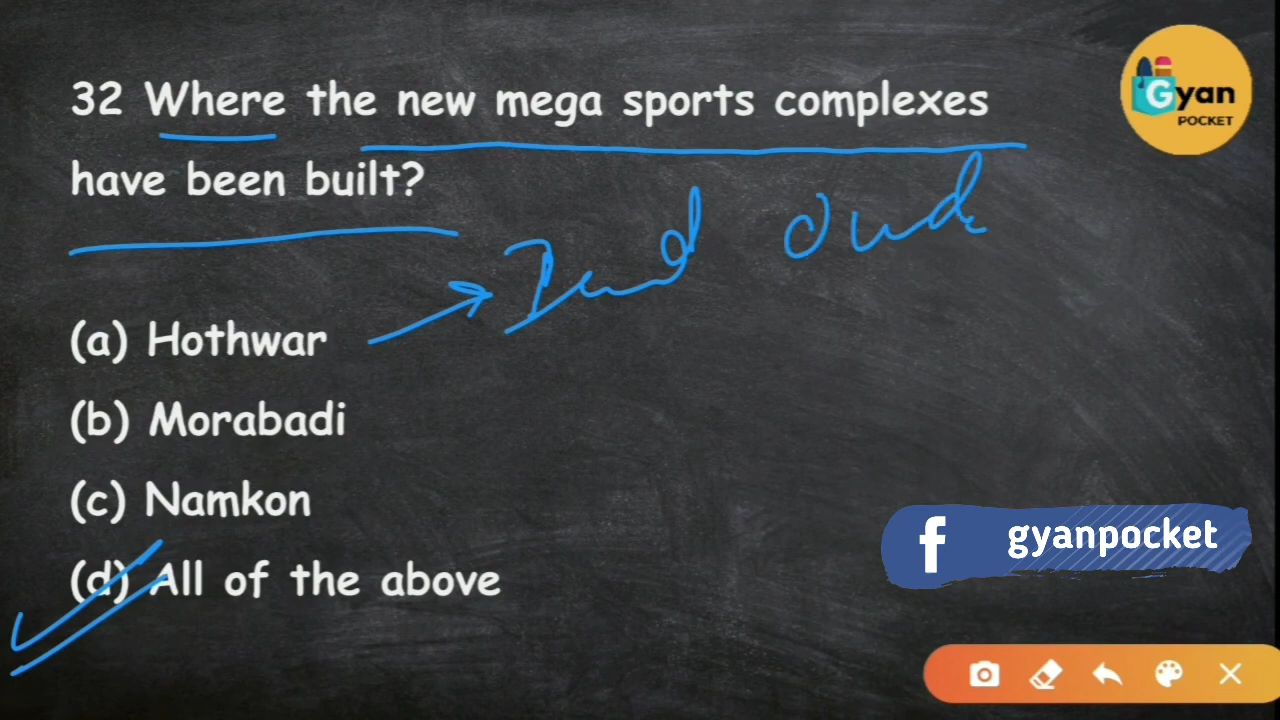 32 Where the new mega sports complexes
have been built?
(a) Hothwar
(b) Morabadi
(c) Namkon
(d) All of the above
Gyan
POCKET
f gyanpocket